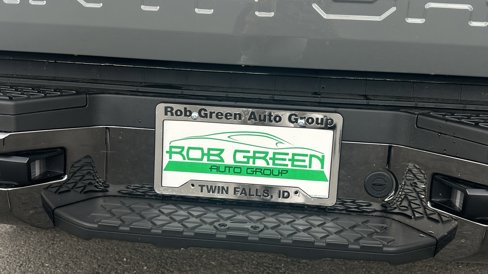 Rob Green Auto Group
ROB GREEN
AUTO GROUP
TWIN FALLS, ID